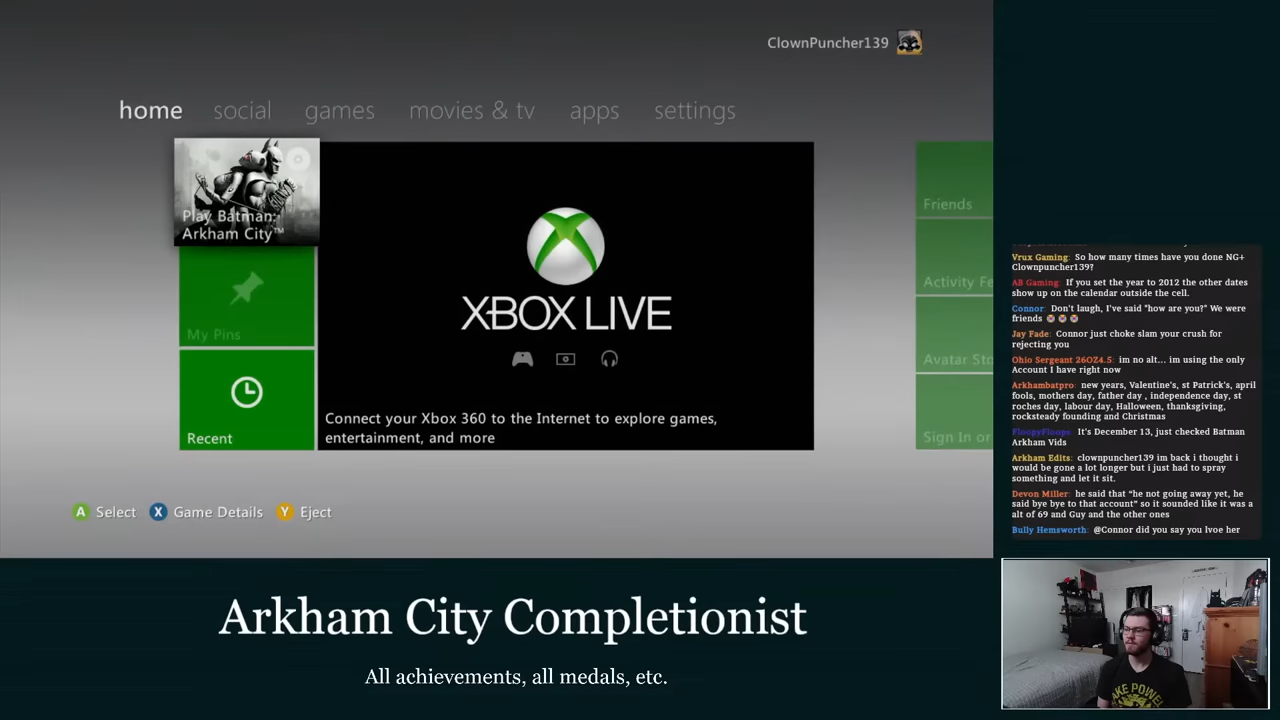 ClownPuncher139
home social games movies & tv apps settings
Play Batman:
Arkham City™
My Pins
Recent
XBOX LIVE
Connect your Xbox 360 to the Internet to explore games,
entertainment, and more
Friends
Activity Fe
Avatar Sto
Sign In or
A Select X Game Details Y Eject
Vrux Gaming: So how many times have you done NG+
Clownpuncher139?
AB Gaming: If you set the year to 2012 the other dates
show up on the calendar outside the cell.
Connor: Don't laugh, I've said "how are you?" We were
friends
Jay Fade: Connor just choke slam your crush for
rejecting you
Ohio Sergeant 26OZ4.5: im no alt... im using the only
Account I have right now
Arkhambatpro: new years, Valentine's, st Patrick's, april
fools, mothers day, father day , independence day, st
roches day, labour day, Halloween, thanksgiving,
rocksteady founding and Christmas
FloopyFloops: It's December 13, just checked Batman
Arkham Vids
Arkham Edits: clownpuncher139 im back i thought i
would be gone a lot longer but i just had to spray
something and let it sit.
Devon Miller: he said that “he not going away yet, he
said bye bye to that account” so it sounded like it was a
alt of 69 and Guy and the other ones
Bully Hemsworth: @Connor did you say you lvoe her
Arkham City Completionist
All achievements, all medals, etc.